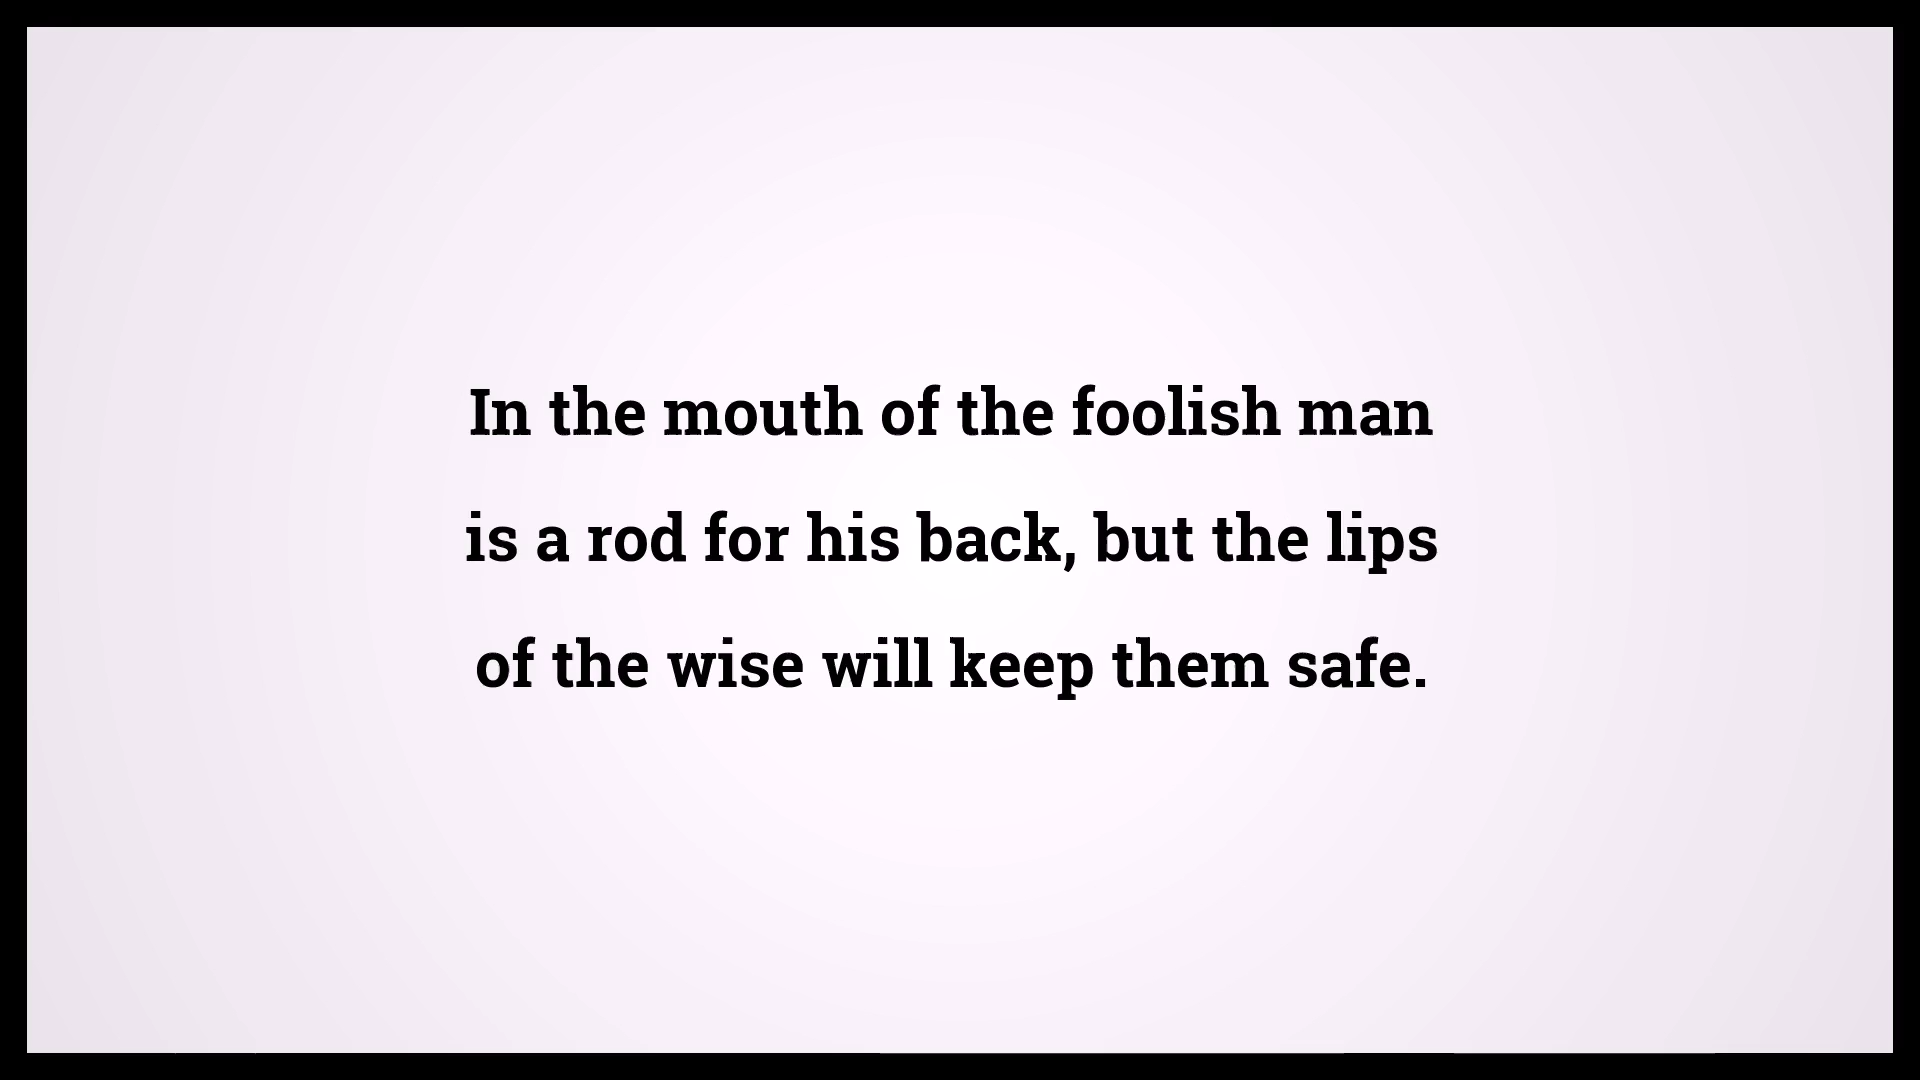 In the mouth of the foolish man
is a rod for his back, but the lips
of the wise will keep them safe.